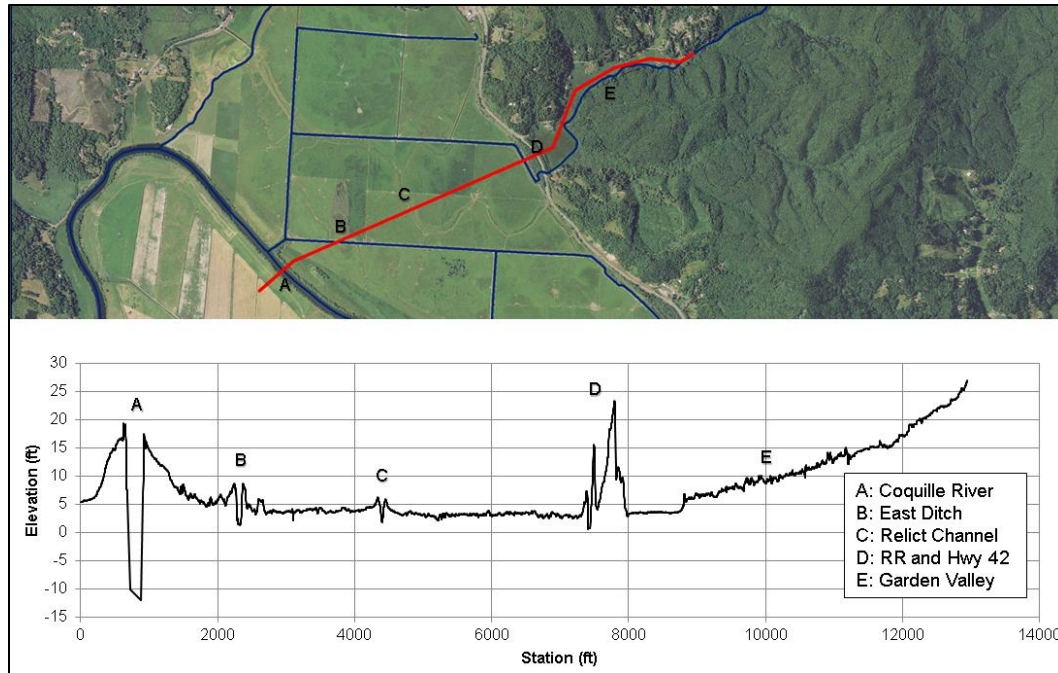 E
D
C
B
A
30
25
20
15
10
5
0
-5
-10
-15
Elevation (ft)
A
B
C
D
E
A: Coquille River
B: East Ditch
C: Relict Channel
D: RR and Hwy 42
E: Garden Valley
0 2000 4000 6000 8000 10000 12000 14000
Station (ft)